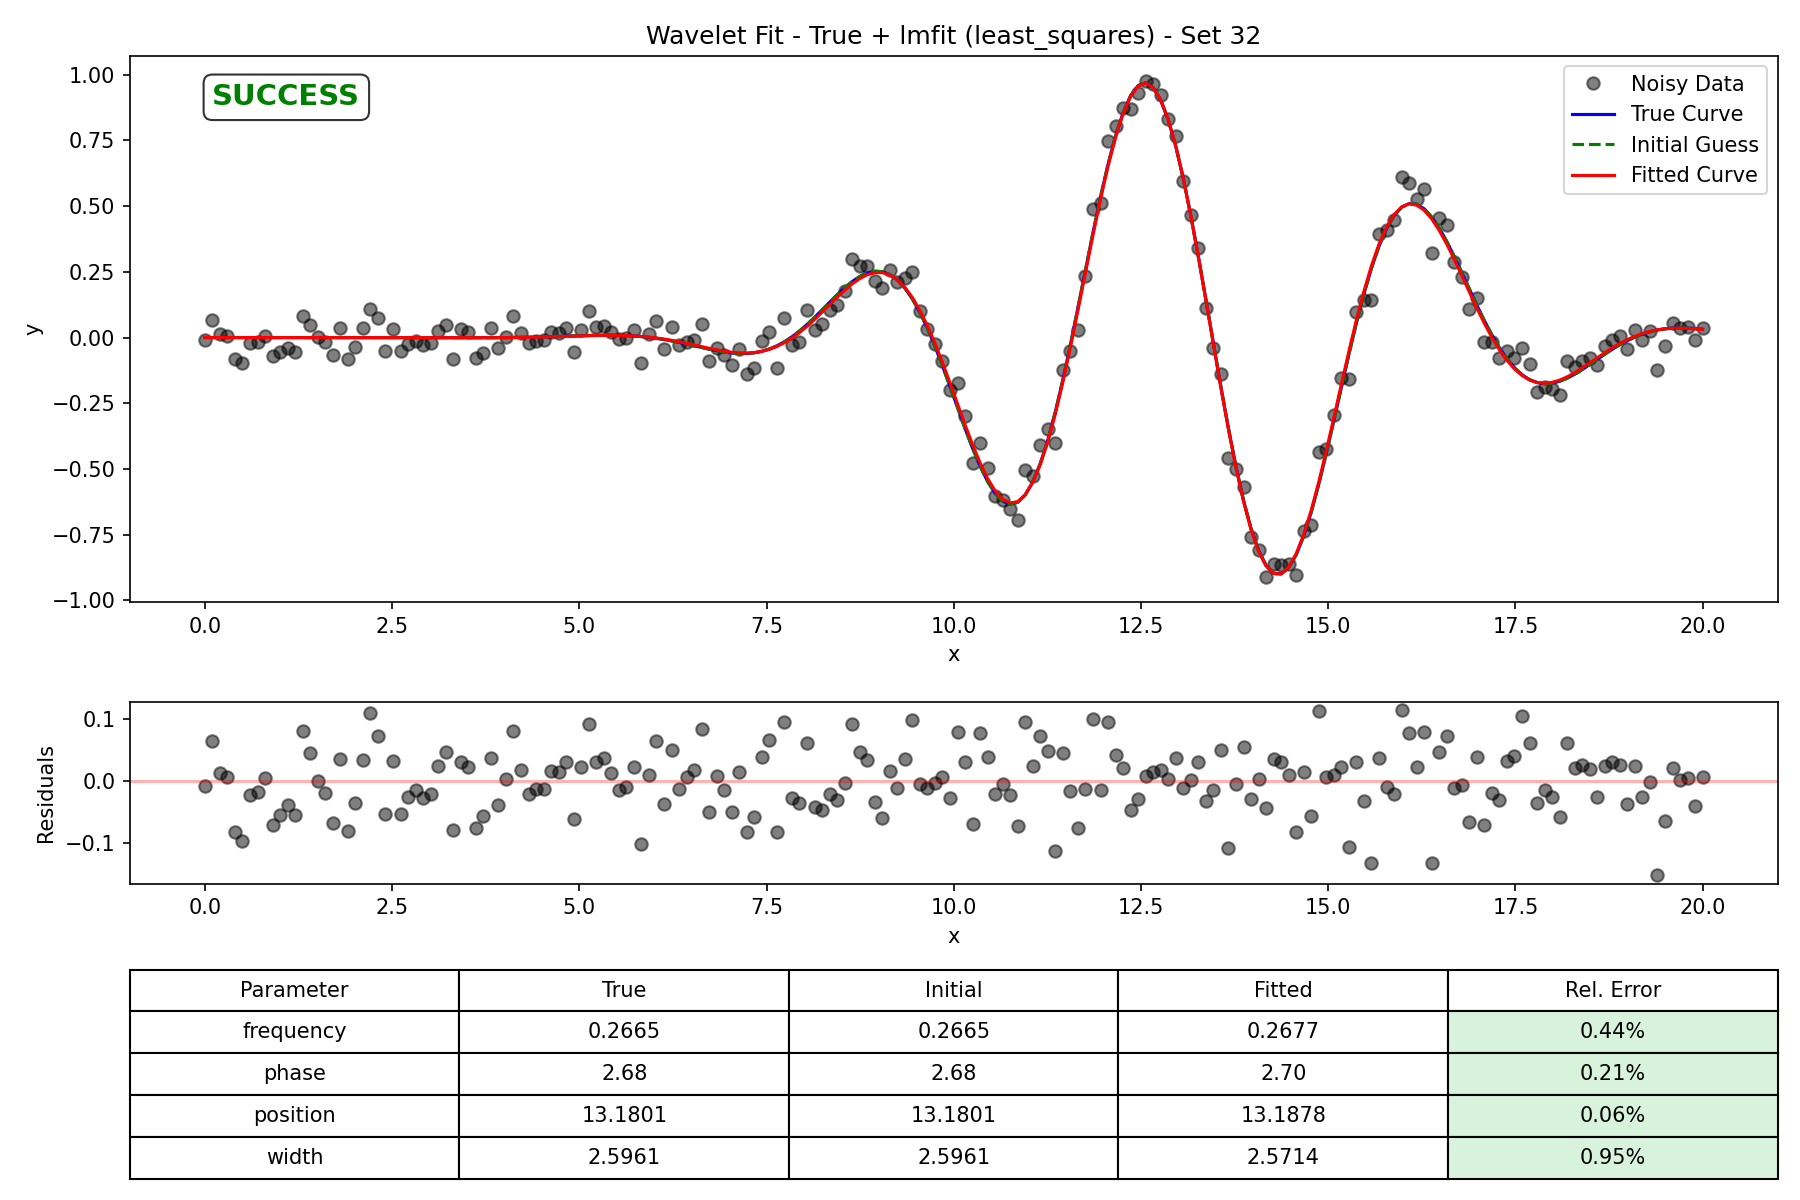 Wavelet Fit - True + lmfit (least_squares) - Set 32
SUCCESS
Noisy Data
True Curve
Initial Guess
Fitted Curve
1.00
0.75
0.50
0.25
0.00
−0.25
−0.50
−0.75
−1.00
y
0.0 2.5 5.0 7.5 10.0 12.5 15.0 17.5 20.0
x
0.1
0.0
−0.1
Residuals
0.0 2.5 5.0 7.5 10.0 12.5 15.0 17.5 20.0
x
Parameter True Initial Fitted Rel. Error
frequency 0.2665 0.2665 0.2677 0.44%
phase 2.68 2.68 2.70 0.21%
position 13.1801 13.1801 13.1878 0.06%
width 2.5961 2.5961 2.5714 0.95%